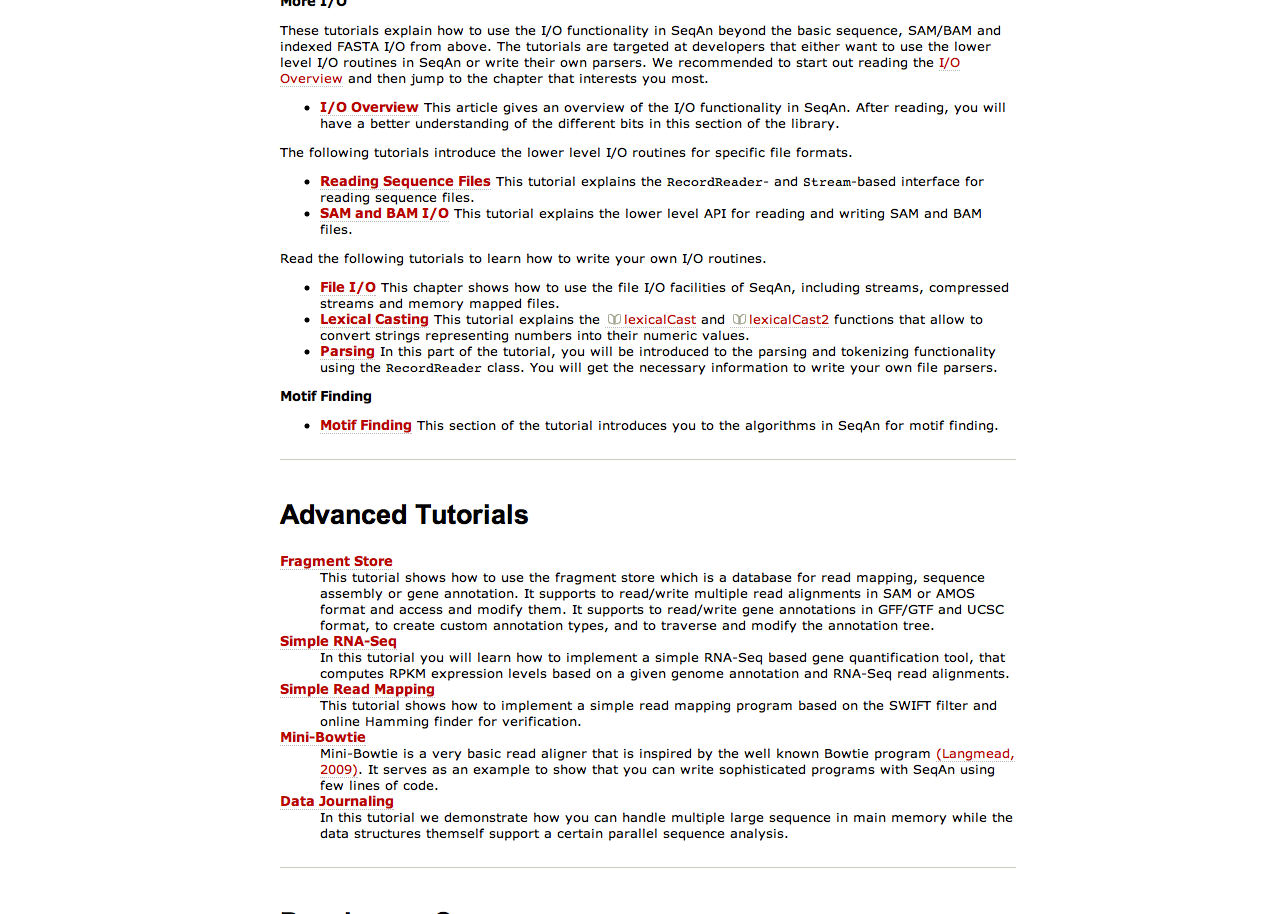 More I/O
These tutorials explain how to use the I/O functionality in SeqAn beyond the basic sequence, SAM/BAM and
indexed FASTA I/O from above. The tutorials are targeted at developers that either want to use the lower
level I/O routines in SeqAn or write their own parsers. We recommended to start out reading the I/O
Overview and then jump to the chapter that interests you most.
• I/O Overview This article gives an overview of the I/O functionality in SeqAn. After reading, you will
have a better understanding of the different bits in this section of the library.
The following tutorials introduce the lower level I/O routines for specific file formats.
• Reading Sequence Files This tutorial explains the RecordReader- and Stream-based interface for
reading sequence files.
• SAM and BAM I/O This tutorial explains the lower level API for reading and writing SAM and BAM
files.
Read the following tutorials to learn how to write your own I/O routines.
• File I/O This chapter shows how to use the file I/O facilities of SeqAn, including streams, compressed
streams and memory mapped files.
• Lexical Casting This tutorial explains the lexicalCast and lexicalCast2 functions that allow to
convert strings representing numbers into their numeric values.
• Parsing In this part of the tutorial, you will be introduced to the parsing and tokenizing functionality
using the RecordReader class. You will get the necessary information to write your own file parsers.
Motif Finding
• Motif Finding This section of the tutorial introduces you to the algorithms in SeqAn for motif finding.
Advanced Tutorials
Fragment Store
This tutorial shows how to use the fragment store which is a database for read mapping, sequence
assembly or gene annotation. It supports to read/write multiple read alignments in SAM or AMOS
format and access and modify them. It supports to read/write gene annotations in GFF/GTF and UCSC
format, to create custom annotation types, and to traverse and modify the annotation tree.
Simple RNA-Seq
In this tutorial you will learn how to implement a simple RNA-Seq based gene quantification tool, that
computes RPKM expression levels based on a given genome annotation and RNA-Seq read alignments.
Simple Read Mapping
This tutorial shows how to implement a simple read mapping program based on the SWIFT filter and
online Hamming finder for verification.
Mini-Bowtie
Mini-Bowtie is a very basic read aligner that is inspired by the well known Bowtie program (Langmead,
2009). It serves as an example to show that you can write sophisticated programs with SeqAn using
few lines of code.
Data Journaling
In this tutorial we demonstrate how you can handle multiple large sequence in main memory while the
data structures themself support a certain parallel sequence analysis.